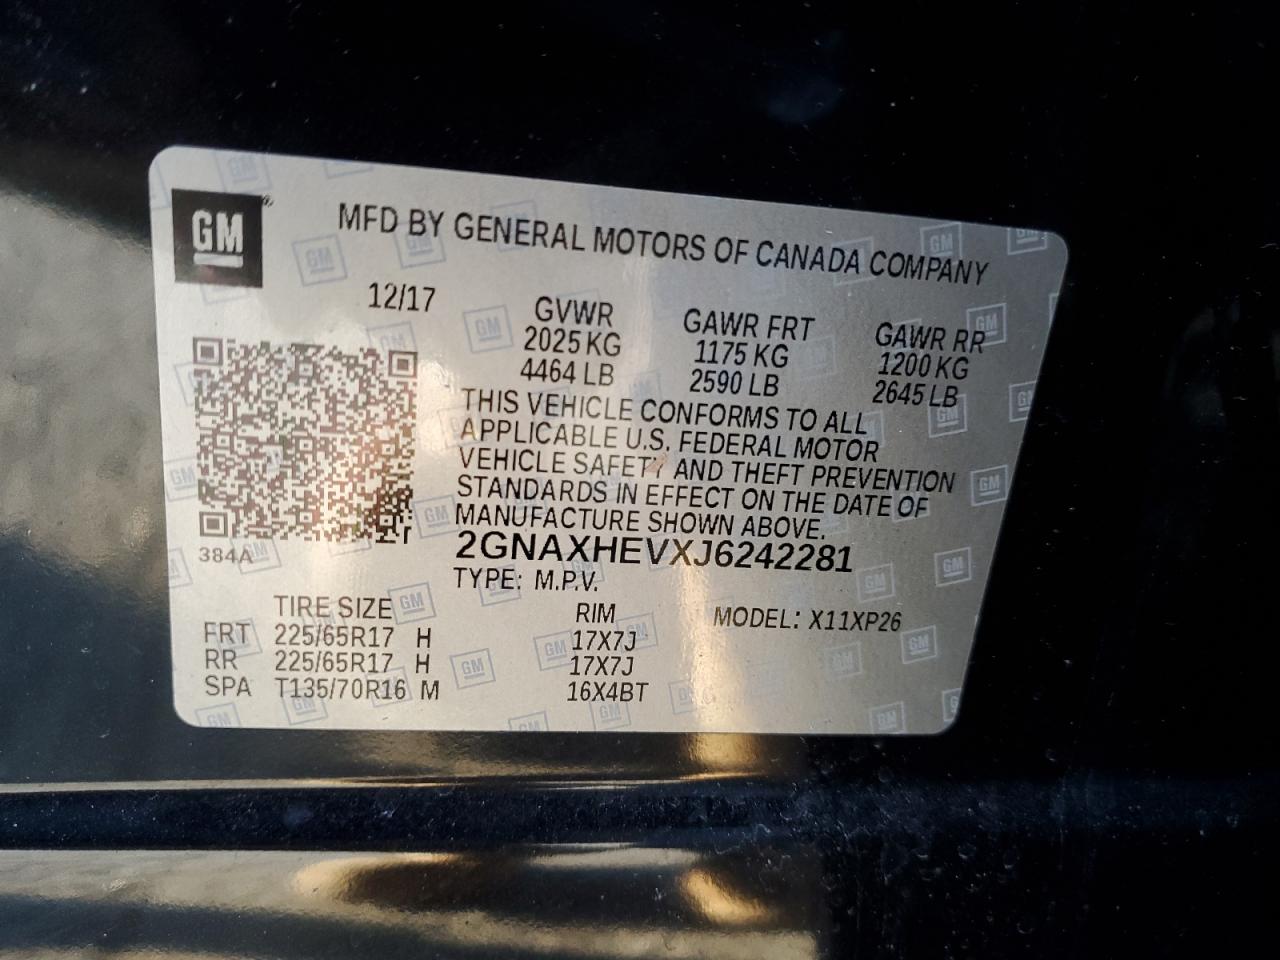 GM
MFD BY GENERAL MOTORS OF CANADA COMPANY
12/17
GVWR GAWR FRT GAWR RR
2025 KG 1175 KG 1200 KG
4464 LB 2590 LB 2645 LB
THIS VEHICLE CONFORMS TO ALL
APPLICABLE U.S. FEDERAL MOTOR
VEHICLE SAFETY AND THEFT PREVENTION
STANDARDS IN EFFECT ON THE DATE OF
MANUFACTURE SHOWN ABOVE.
384A
2GNAXHEVXJ6242281
TYPE: M.P.V.
TIRE SIZE RIM MODEL: X11XP26
FRT 225/65R17 H 17X7J
RR 225/65R17 H 17X7J
SPA T135/70R16 M 16X4BT